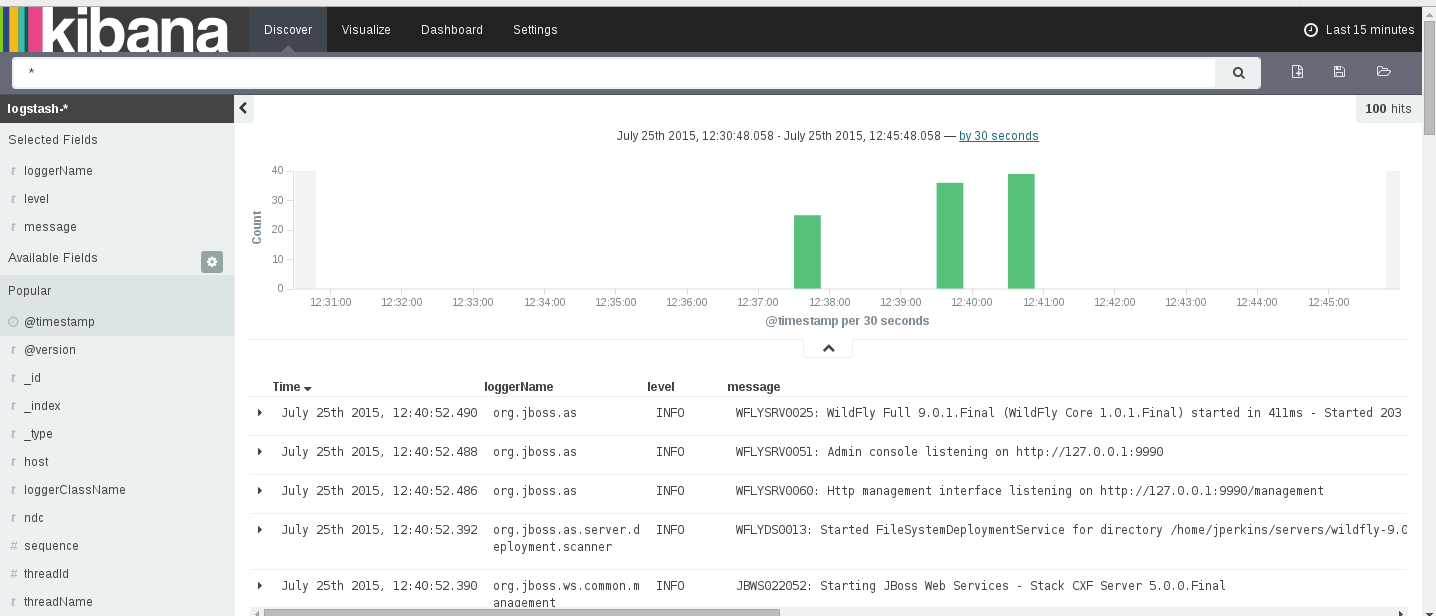 kibana Discover Visualize Dashboard Settings Last 15 minutes
*
logstash-*
100 hits
Selected Fields
t loggerName
t level
t message
Available Fields
Popular
@timestamp
t @version
t _id
t _index
t _type
t host
t loggerClassName
t ndc
# sequence
# threadId
t threadName
July 25th 2015, 12:30:48.058 - July 25th 2015, 12:45:48.058 — by 30 seconds
Count
40
30
20
10
0
12:31:00 12:32:00 12:33:00 12:34:00 12:35:00 12:36:00 12:37:00 12:38:00 12:39:00 12:40:00 12:41:00 12:42:00 12:43:00 12:44:00 12:45:00
@timestamp per 30 seconds
Time loggerName level message
July 25th 2015, 12:40:52.490 org.jboss.as INFO WFLYSRV0025: WildFly Full 9.0.1.Final (WildFly Core 1.0.1.Final) started in 411ms - Started 203
July 25th 2015, 12:40:52.488 org.jboss.as INFO WFLYSRV0051: Admin console listening on http://127.0.0.1:9990
July 25th 2015, 12:40:52.486 org.jboss.as INFO WFLYSRV0060: Http management interface listening on http://127.0.0.1:9990/management
July 25th 2015, 12:40:52.392 org.jboss.as.server.d INFO WFLYDS0013: Started FileSystemDeploymentService for directory /home/jperkins/servers/wildfly-9.0
eployment.scanner
July 25th 2015, 12:40:52.390 org.jboss.ws.common.m INFO JBWS022052: Starting JBoss Web Services - Stack CXF Server 5.0.0.Final
anagement